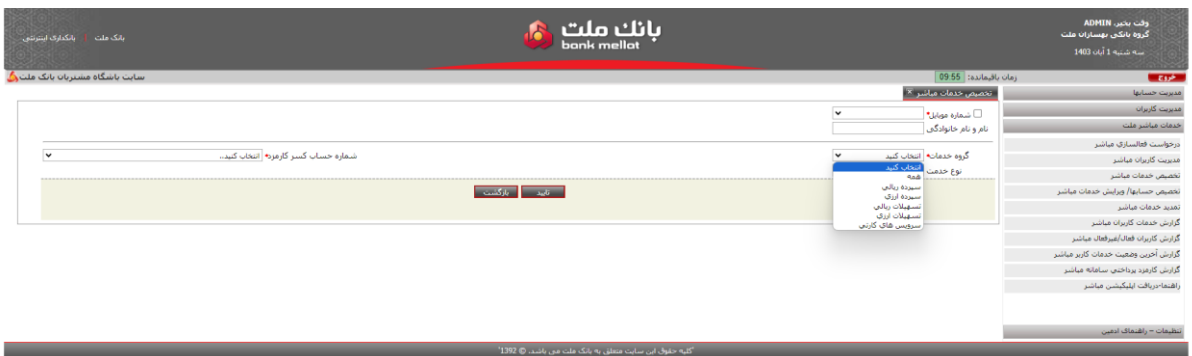 وقت بخیر، ADMIN
گروه بانکی بهسازان ملت
سه شنبه 1 آبان 1403
بانك ملت
bank mellat
بانک ملت | بانکداری اینترنتی
خروج
زمان باقیمانده: 09:55
سایت باشگاه مشتریان بانک ملت
مدیریت حسابها
مدیریت کاربران
خدمات مباشر ملت
درخواست فعالسازی مباشر
مدیریت کاربران مباشر
تخصیص خدمات مباشر
تخصیص حسابها/ ویرایش خدمات مباشر
تمدید خدمات مباشر
گزارش خدمات کاربران مباشر
گزارش کاربران فعال/غیرفعال مباشر
گزارش آخرین وضعیت خدمات کاربر مباشر
گزارش کارمزد پرداختی سامانه مباشر
راهنما-دریافت اپلیکیشن مباشر
تنظیمات - راهنمای ادمین
تخصیص خدمات مباشر ×
شماره موبایل*
نام و نام خانوادگی
گروه خدمات* انتخاب کنید
شماره حساب کسر کارمزد* انتخاب کنید..
نوع خدمت
انتخاب کنید
همه
سپرده ریالی
سپرده ارزی
تسهیلات ریالی
تسهیلات ارزی
سرویس های کارتی
تایید
بازگشت
'کلیه حقوق این سایت متعلق به بانک ملت می باشد. © 1392'